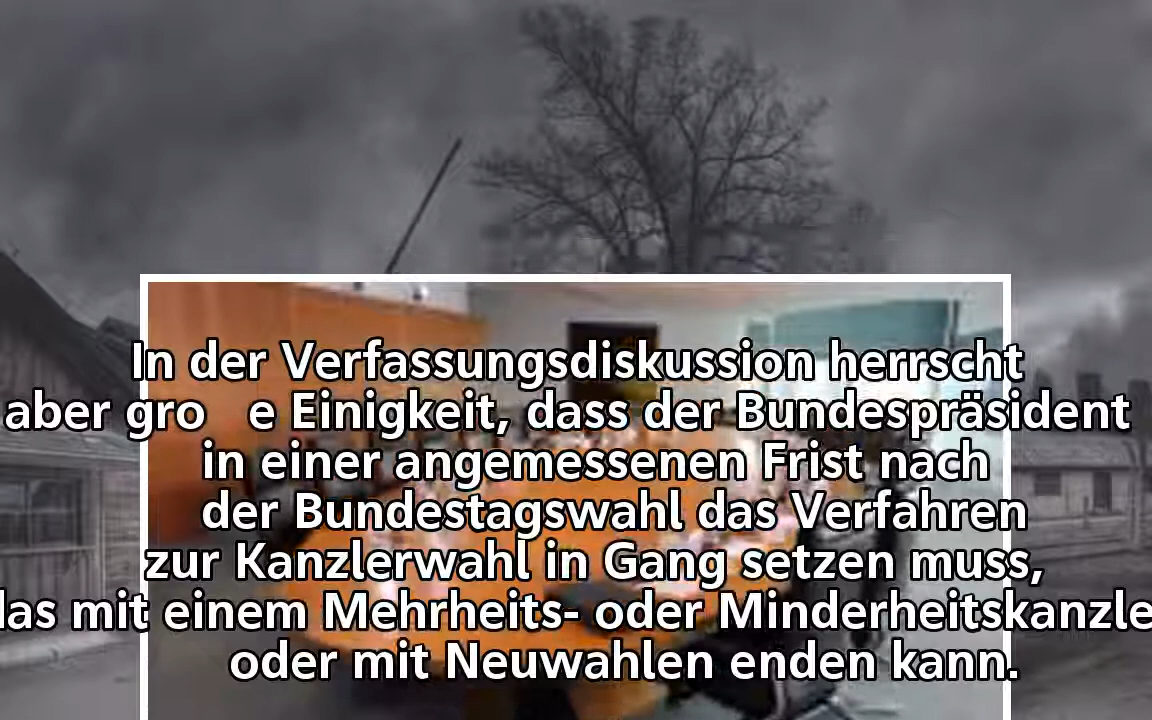 In der Verfassungsdiskussion herrscht
aber gro e Einigkeit, dass der Bundespräsident
in einer angemessenen Frist nach
der Bundestagswahl das Verfahren
zur Kanzlerwahl in Gang setzen muss,
das mit einem Mehrheits- oder Minderheitskanzle
oder mit Neuwahlen enden kann.